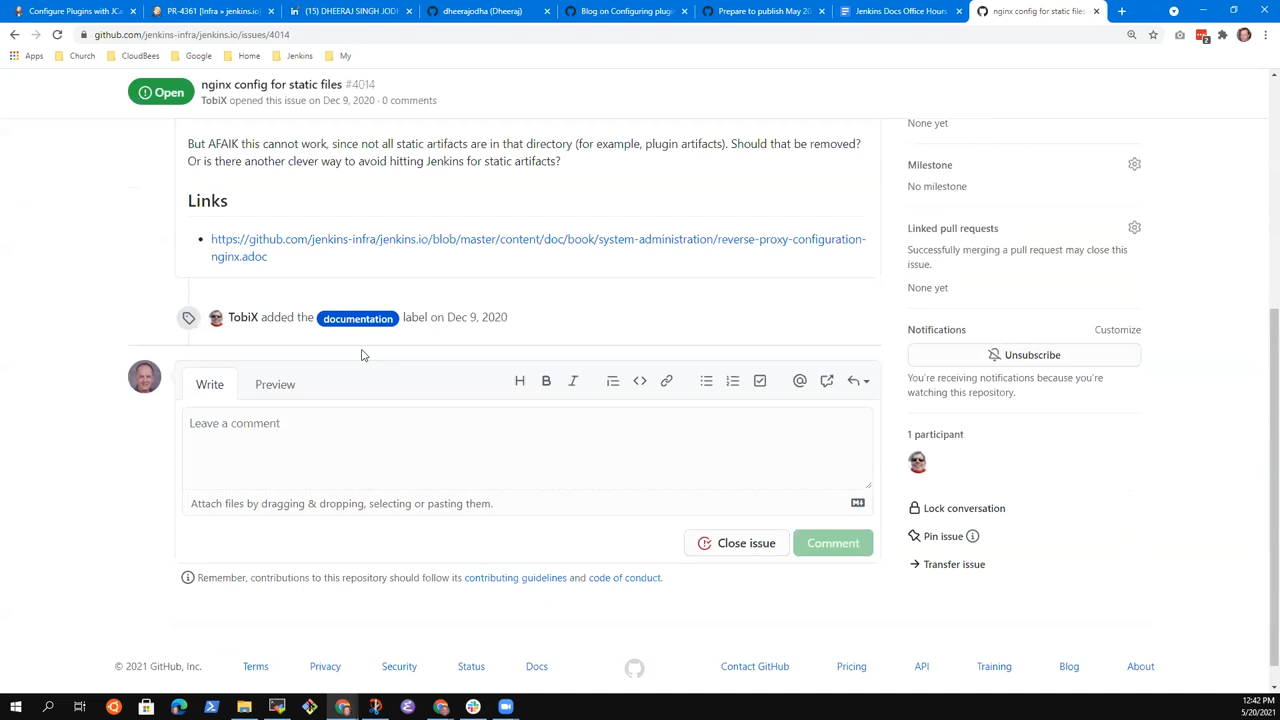 Configure Plugins with JCa
PR-4361 [Infra » jenkins.io]
(15) DHEERAJ SINGH JODH
dheerajodha (Dheeraj)
Blog on Configuring plugin
Prepare to publish May 20
Jenkins Docs Office Hours
nginx config for static files
github.com/jenkins-infra/jenkins.io/issues/4014
2
Apps
Church
CloudBees
Google
Home
Jenkins
My
Open
nginx config for static files #4014
TobiX opened this issue on Dec 9, 2020 · 0 comments
But AFAIK this cannot work, since not all static artifacts are in that directory (for example, plugin artifacts). Should that be removed?
Or is there another clever way to avoid hitting Jenkins for static artifacts?
Links
https://github.com/jenkins-infra/jenkins.io/blob/master/content/doc/book/system-administration/reverse-proxy-configuration-
nginx.adoc
TobiX added the documentation label on Dec 9, 2020
Write
Preview
Leave a comment
Attach files by dragging & dropping, selecting or pasting them.
Close issue
Comment
Remember, contributions to this repository should follow its contributing guidelines and code of conduct.
None yet
Milestone
No milestone
Linked pull requests
Successfully merging a pull request may close this
issue.
None yet
Notifications
Customize
Unsubscribe
You're receiving notifications because you're
watching this repository.
1 participant
Lock conversation
Pin issue
Transfer issue
© 2021 GitHub, Inc.
Terms
Privacy
Security
Status
Docs
Contact GitHub
Pricing
API
Training
Blog
About
12:42 PM
5/20/2021